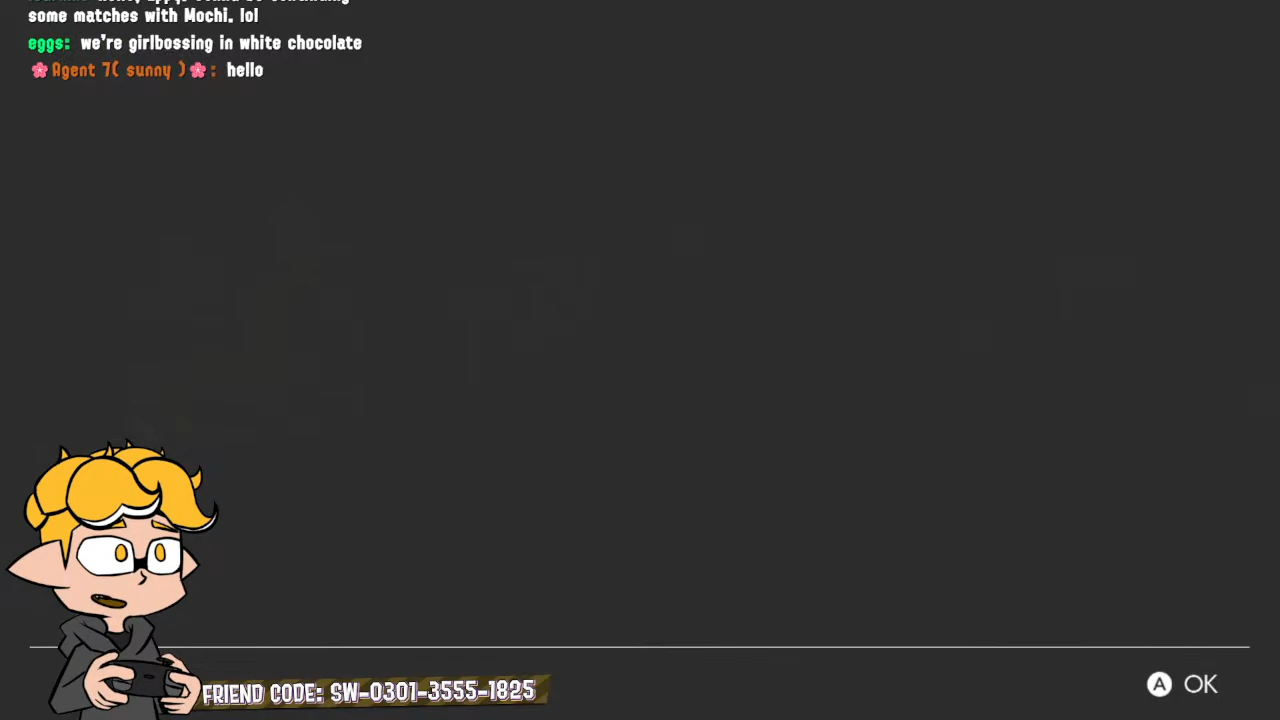 some matches with Mochi. lol
eggs: we're girlbossing in white chocolate
🌸Agent 7( sunny )🌸: hello
FRIEND CODE: SW-0301-3555-1825
A OK